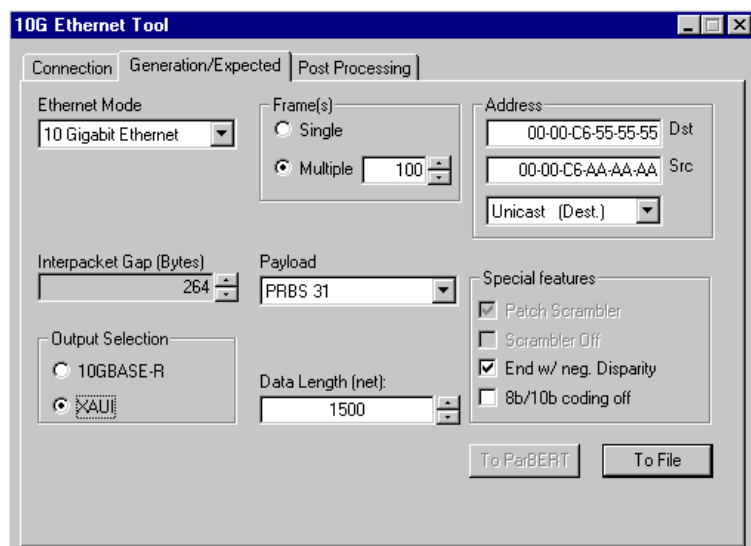 10G Ethernet Tool
Connection
Generation/Expected
Post Processing
Ethernet Mode
10 Gigabit Ethernet
Frame(s)
Single
Multiple
100
Address
00-00-C6-55-55-55 Dst
00-00-C6-AA-AA-AA Src
Unicast (Dest.)
Interpacket Gap (Bytes)
264
Payload
PRBS 31
Output Selection
10GBASE-R
XAUI
Data Length (net):
1500
Special features
Patch Scrambler
Scrambler Off
End w/ neg. Disparity
8b/10b coding off
To ParBERT
To File